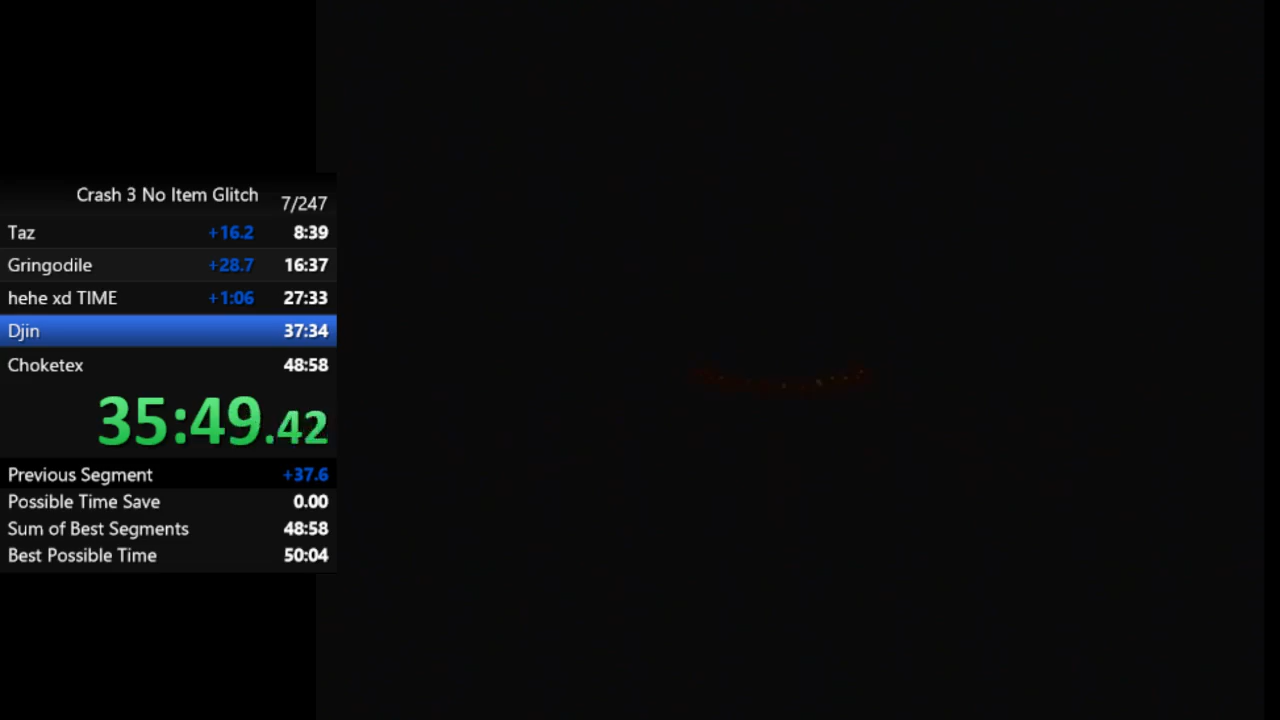 Crash 3 No Item Glitch
7/247
Taz +16.2 8:39
Gringodile +28.7 16:37
hehe xd TIME +1:06 27:33
Djin 37:34
Choketex 48:58
35:49.42
Previous Segment +37.6
Possible Time Save 0.00
Sum of Best Segments 48:58
Best Possible Time 50:04